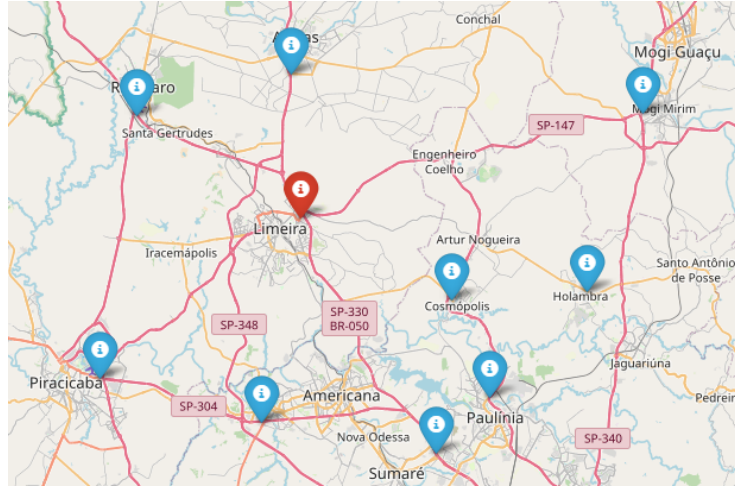 Conchal
Mogi Guaçu
Mogi Mirim
SP-147
Santa Gertrudes
Engenheiro
Coelho
Limeira
Artur Nogueira
Iracemápolis
Santo Antônio
de Posse
Holambra
Cosmópolis
SP-330
BR-050
SP-348
Jaguariúna
Piracicaba
Americana
Pedrei
SP-304
Paulínia
Nova Odessa
SP-340
Sumaré